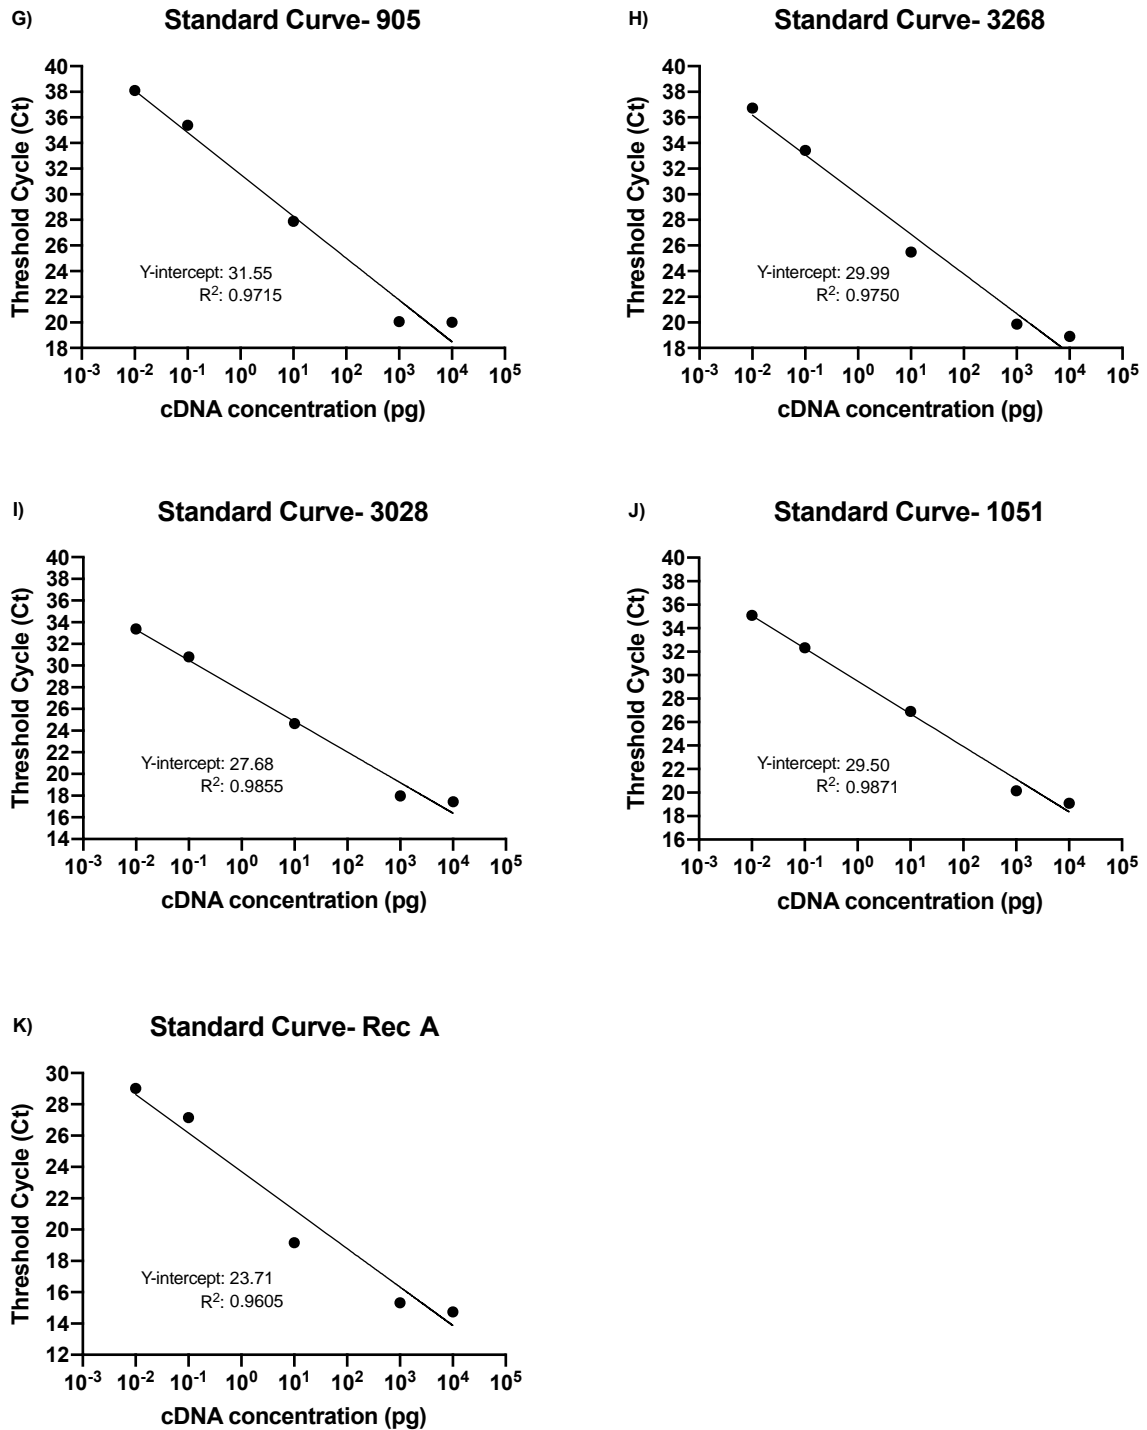 G)
Standard Curve- 905
40
38
36
34
32
30
28
26
24
22
20
18
Threshold Cycle (Ct)
Y-intercept: 31.55
R²: 0.9715
10⁻³ 10⁻² 10⁻¹ 10⁰ 10¹ 10² 10³ 10⁴ 10⁵
cDNA concentration (pg)
H)
Standard Curve- 3268
40
38
36
34
32
30
28
26
24
22
20
18
Threshold Cycle (Ct)
Y-intercept: 29.99
R²: 0.9750
10⁻³ 10⁻² 10⁻¹ 10⁰ 10¹ 10² 10³ 10⁴ 10⁵
cDNA concentration (pg)
I)
Standard Curve- 3028
40
38
36
34
32
30
28
26
24
22
20
18
16
14
Threshold Cycle (Ct)
Y-intercept: 27.68
R²: 0.9855
10⁻³ 10⁻² 10⁻¹ 10⁰ 10¹ 10² 10³ 10⁴ 10⁵
cDNA concentration (pg)
J)
Standard Curve- 1051
40
38
36
34
32
30
28
26
24
22
20
18
16
Threshold Cycle (Ct)
Y-intercept: 29.50
R²: 0.9871
10⁻³ 10⁻² 10⁻¹ 10⁰ 10¹ 10² 10³ 10⁴ 10⁵
cDNA concentration (pg)
K)
Standard Curve- Rec A
30
28
26
24
22
20
18
16
14
12
Threshold Cycle (Ct)
Y-intercept: 23.71
R²: 0.9605
10⁻³ 10⁻² 10⁻¹ 10⁰ 10¹ 10² 10³ 10⁴ 10⁵
cDNA concentration (pg)